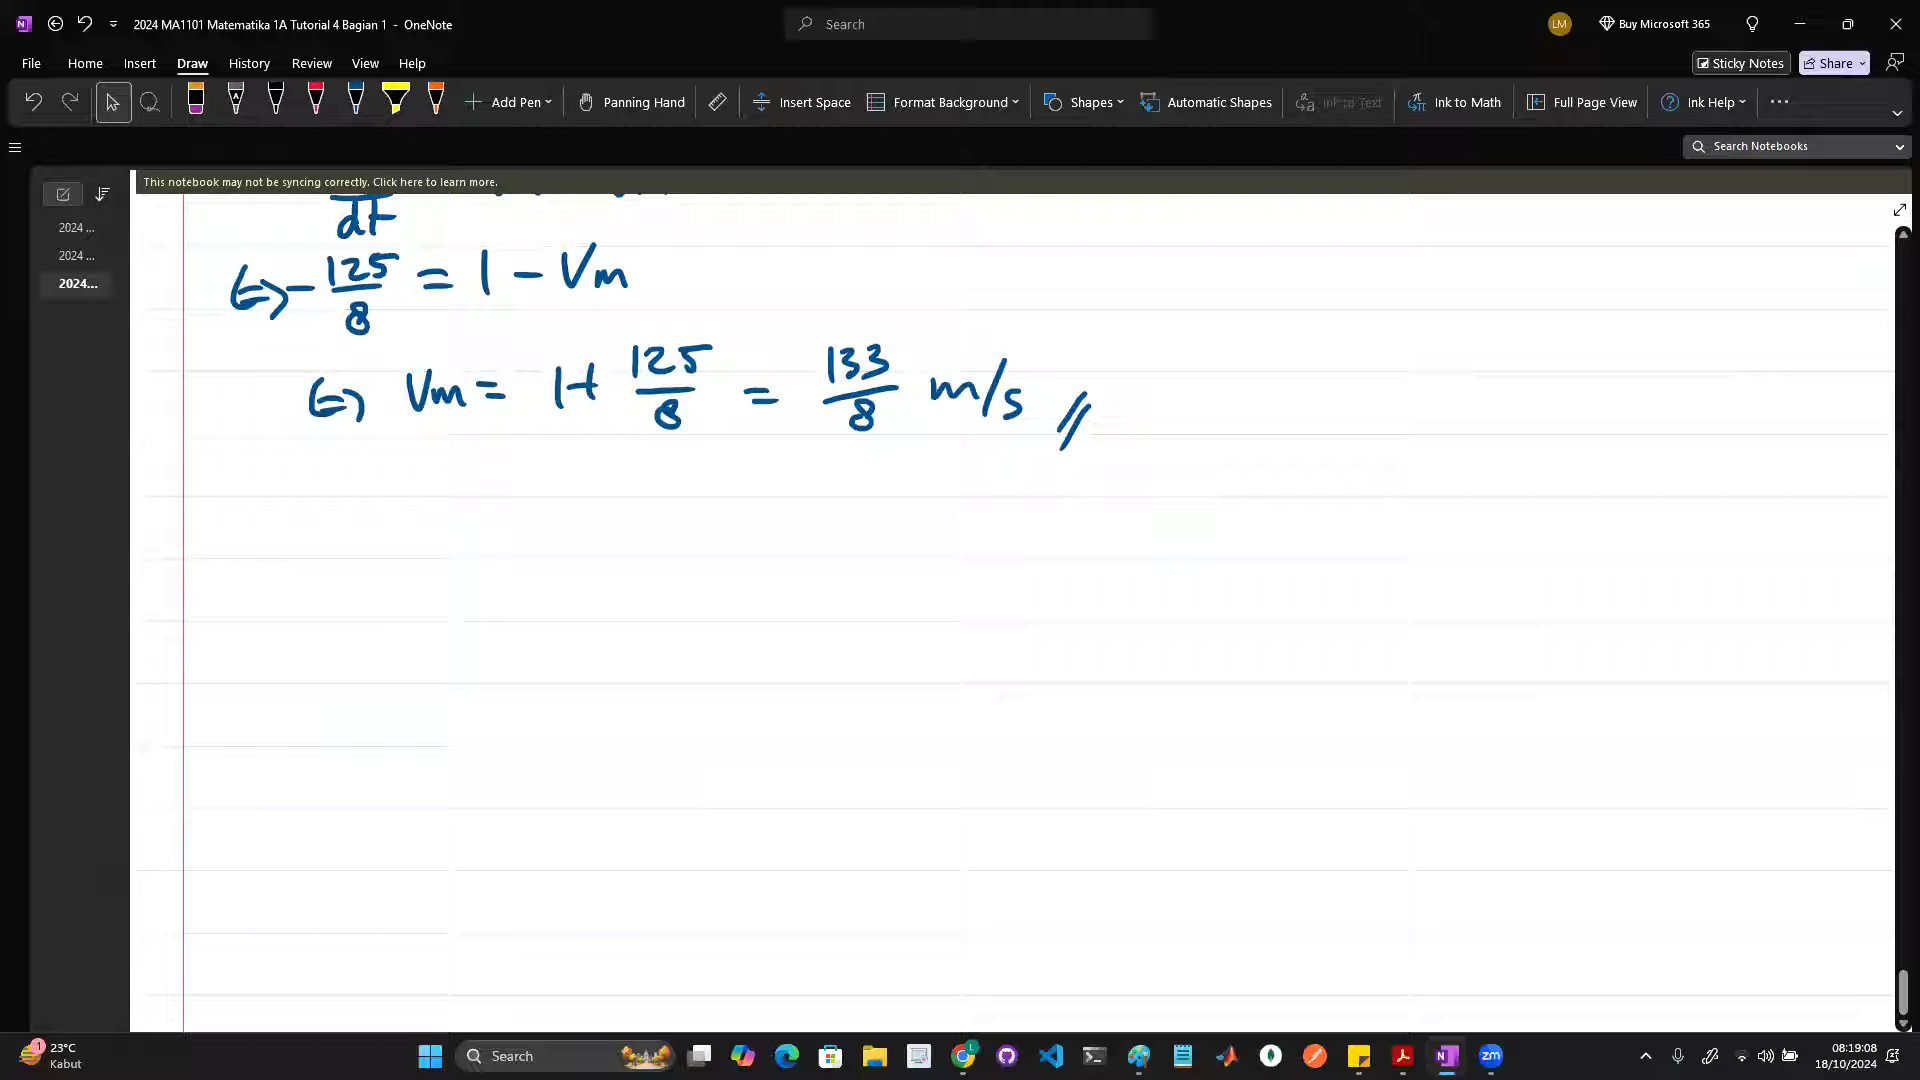 2024 MA1101 Matematika 1A Tutorial 4 Bagian 1 - OneNote
Search
LM
Buy Microsoft 365
File Home Insert Draw History Review View Help
Sticky Notes
Share
Add Pen
Panning Hand
Insert Space
Format Background
Shapes
Automatic Shapes
Ink to Text
Ink to Math
Full Page View
Ink Help
Search Notebooks
This notebook may not be syncing correctly. Click here to learn more.
2024 ...
2024 ...
2024...
dt
⇔ - 125/8 = 1 - Vm
⇔ Vm = 1 + 125/8 = 133/8 m/s //
1
23°C
Kabut
Search
zm
08:19:08
18/10/2024